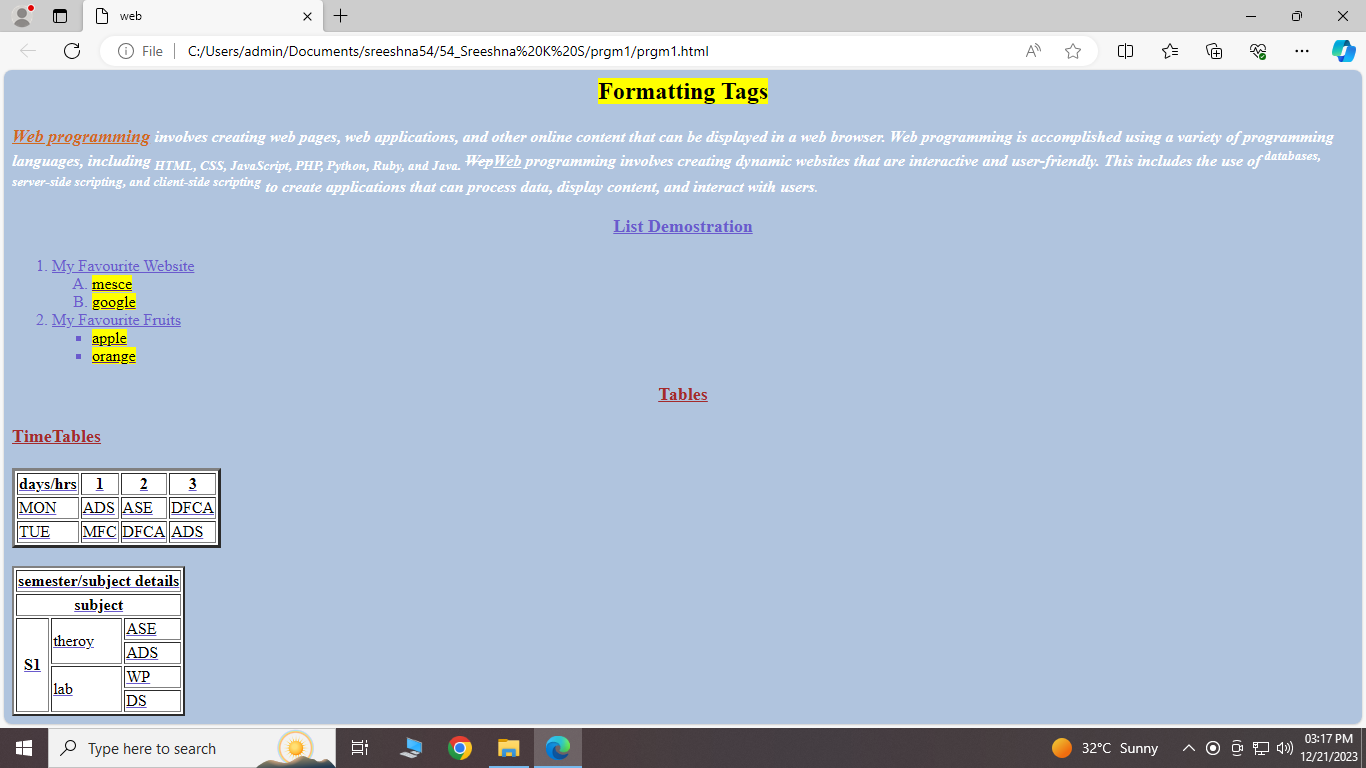 web
File
C:/Users/admin/Documents/sreeshna54/54_Sreeshna%20K%20S/prgm1/prgm1.html
Formatting Tags
Web programming involves creating web pages, web applications, and other online content that can be displayed in a web browser. Web programming is accomplished using a variety of programming
languages, including HTML, CSS, JavaScript, PHP, Python, Ruby, and Java. WepWeb programming involves creating dynamic websites that are interactive and user-friendly. This includes the use of databases,
server-side scripting, and client-side scripting to create applications that can process data, display content, and interact with users.
List Demostration
1. My Favourite Website
A. mesce
B. google
2. My Favourite Fruits
apple
orange
Tables
TimeTables
days/hrs 1 2 3
MON ADS ASE DFCA
TUE MFC DFCA ADS
semester/subject details
subject
S1 theroy ASE
ADS
lab WP
DS
Type here to search
32°C Sunny
03:17 PM
12/21/2023